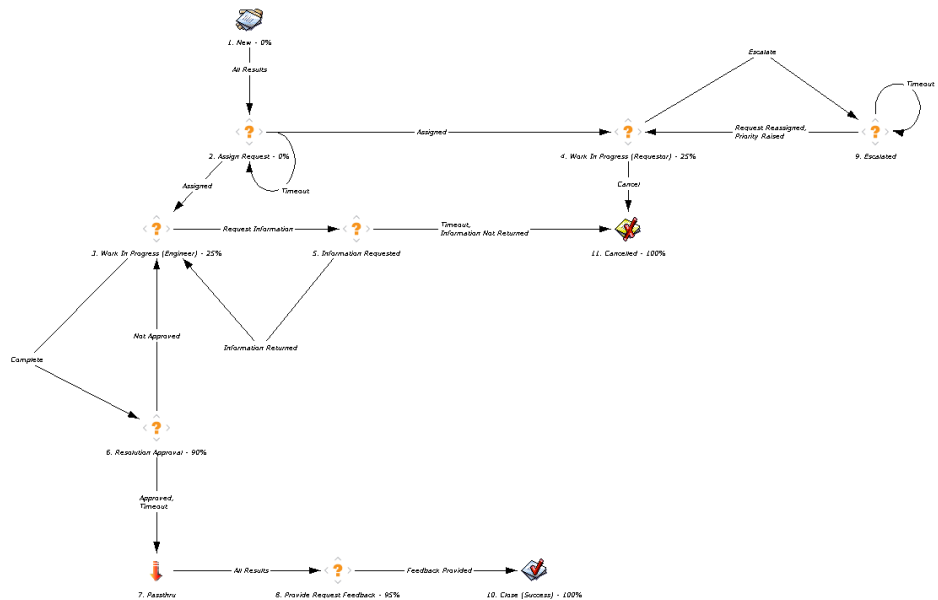 1. New - 0%
Escalate
All Results
Timeout
Assigned
Request Reassigned,
Priority Raised
2. Assign Request - 0%
4. Work In Progress (Requestor) - 25%
9. Escalated
Assigned
Timeout
Cancel
Request Information
Timeout,
Information Not Returned
3. Work In Progress (Engineer) - 25%
5. Information Requested
11. Cancelled - 100%
Not Approved
Information Returned
Complete
6. Resolution Approval - 90%
Approved,
Timeout
All Results
Feedback Provided
7. Passthru
8. Provide Request Feedback - 95%
10. Close (Success) - 100%